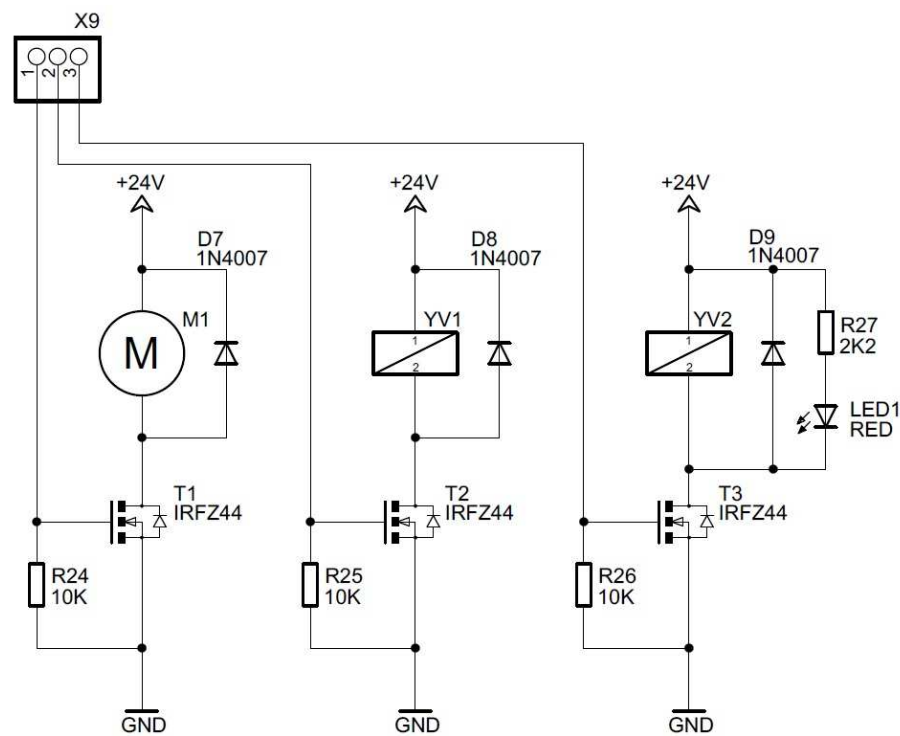 X9
1
2
3
+24V
+24V
+24V
D7
1N4007
D8
1N4007
D9
1N4007
M1
M
YV1
1
2
YV2
1
2
R27
2K2
LED1
RED
T1
IRFZ44
T2
IRFZ44
T3
IRFZ44
R24
10K
R25
10K
R26
10K
GND
GND
GND